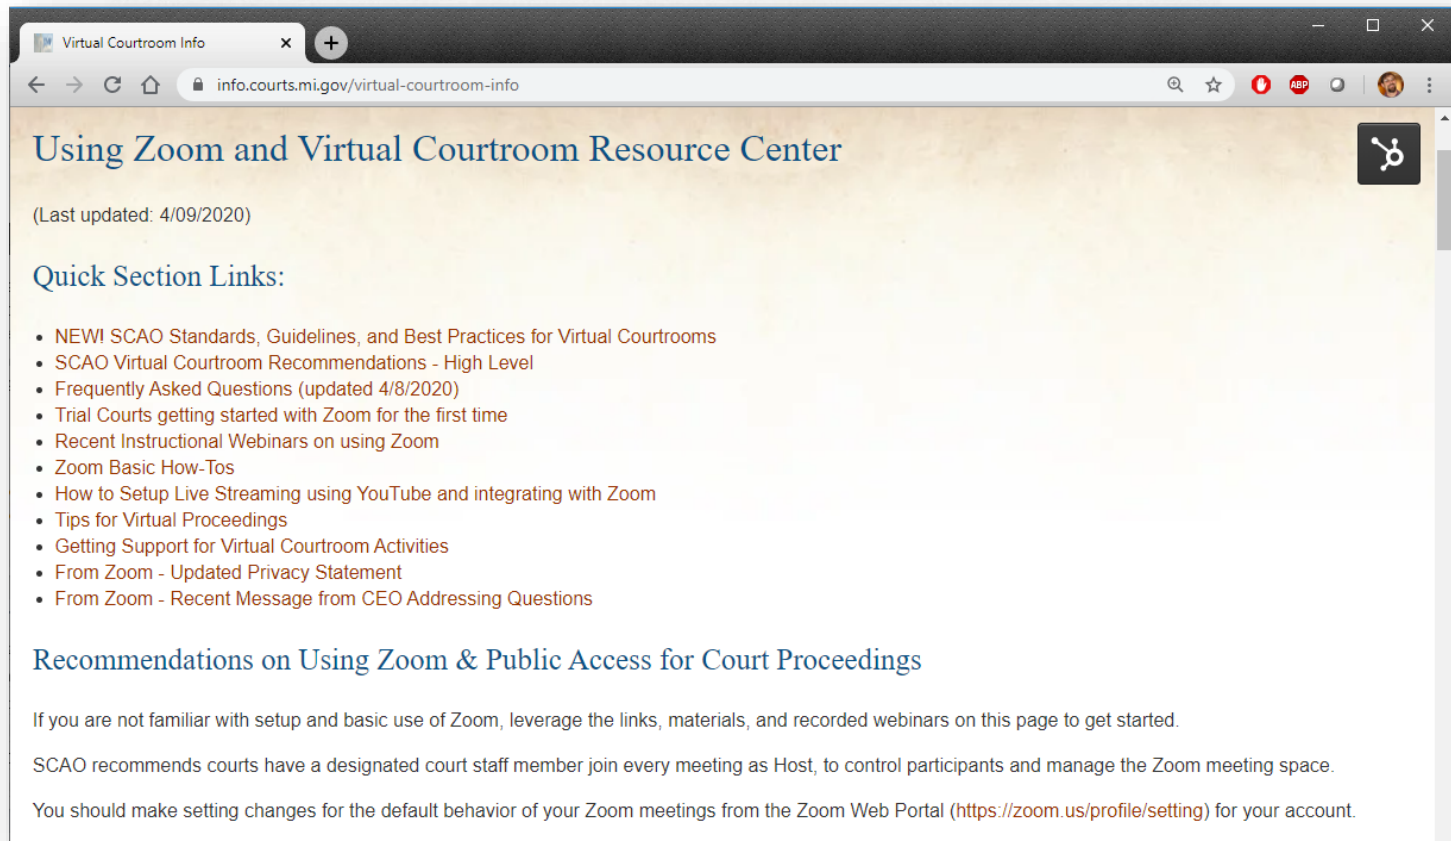 Virtual Courtroom Info
info.courts.mi.gov/virtual-courtroom-info
ABP
Using Zoom and Virtual Courtroom Resource Center
(Last updated: 4/09/2020)
Quick Section Links:
NEW! SCAO Standards, Guidelines, and Best Practices for Virtual Courtrooms
SCAO Virtual Courtroom Recommendations - High Level
Frequently Asked Questions (updated 4/8/2020)
Trial Courts getting started with Zoom for the first time
Recent Instructional Webinars on using Zoom
Zoom Basic How-Tos
How to Setup Live Streaming using YouTube and integrating with Zoom
Tips for Virtual Proceedings
Getting Support for Virtual Courtroom Activities
From Zoom - Updated Privacy Statement
From Zoom - Recent Message from CEO Addressing Questions
Recommendations on Using Zoom & Public Access for Court Proceedings
If you are not familiar with setup and basic use of Zoom, leverage the links, materials, and recorded webinars on this page to get started.
SCAO recommends courts have a designated court staff member join every meeting as Host, to control participants and manage the Zoom meeting space.
You should make setting changes for the default behavior of your Zoom meetings from the Zoom Web Portal (https://zoom.us/profile/setting) for your account.